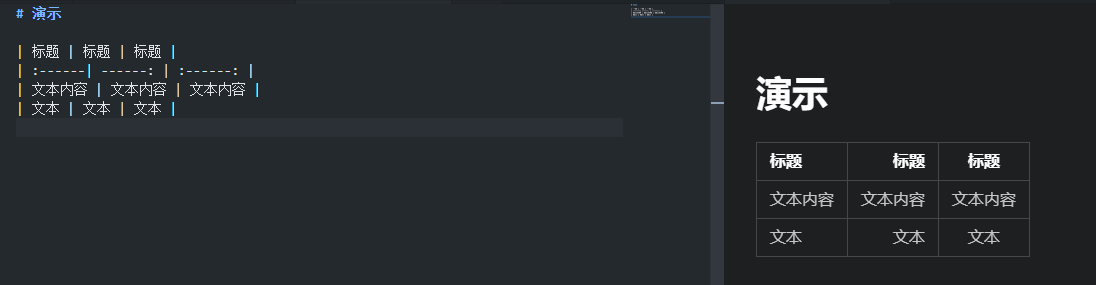 # 演示
| 标题 | 标题 | 标题 |
| :------| ------: | :------: |
| 文本内容 | 文本内容 | 文本内容 |
| 文本 | 文本 | 文本 |
演示
标题 标题 标题
文本内容 文本内容 文本内容
文本 文本 文本